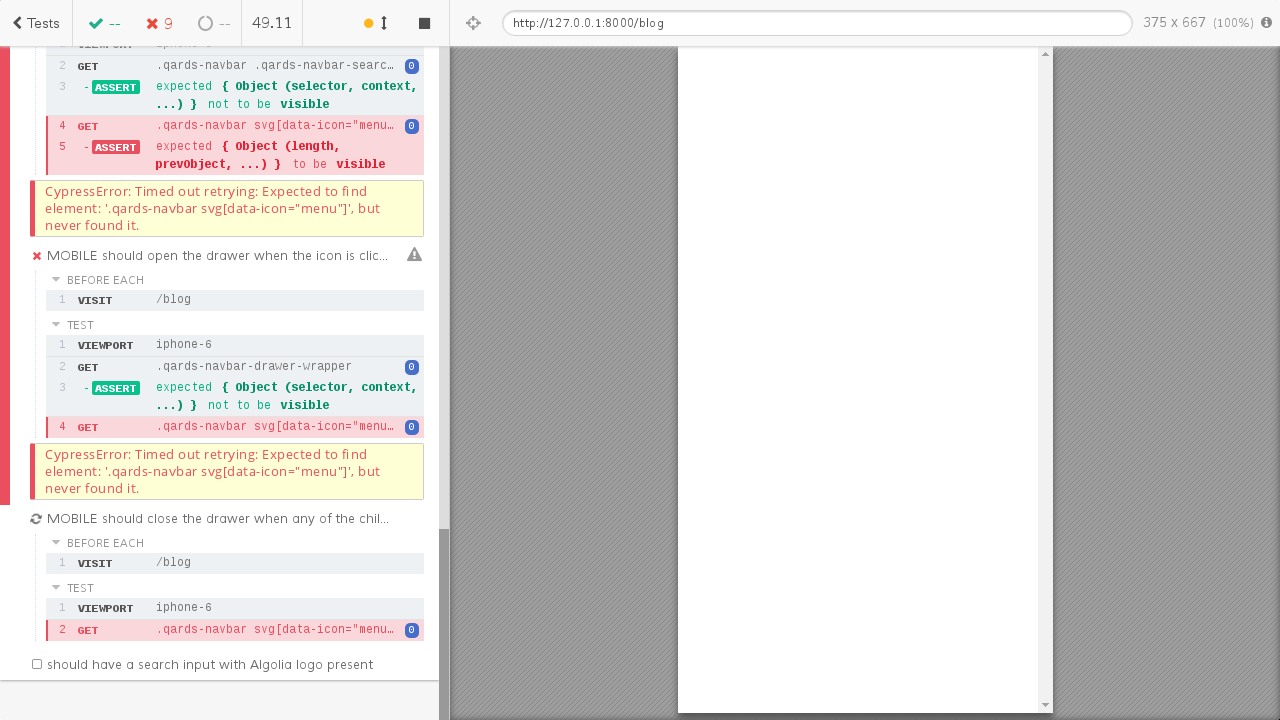 Tests
--
9
--
49.11
http://127.0.0.1:8000/blog
375 x 667 (100%)
2 GET .qards-navbar .qards-navbar-searc… 0
3 - ASSERT expected { Object (selector, context,
...) } not to be visible
4 GET .qards-navbar svg[data-icon="menu… 0
5 - ASSERT expected { Object (length,
prevObject, ...) } to be visible
CypressError: Timed out retrying: Expected to find
element: '.qards-navbar svg[data-icon="menu"]', but
never found it.
MOBILE should open the drawer when the icon is clic...
BEFORE EACH
1 VISIT /blog
TEST
1 VIEWPORT iphone-6
2 GET .qards-navbar-drawer-wrapper 0
3 - ASSERT expected { Object (selector, context,
...) } not to be visible
4 GET .qards-navbar svg[data-icon="menu… 0
CypressError: Timed out retrying: Expected to find
element: '.qards-navbar svg[data-icon="menu"]', but
never found it.
MOBILE should close the drawer when any of the chil...
BEFORE EACH
1 VISIT /blog
TEST
1 VIEWPORT iphone-6
2 GET .qards-navbar svg[data-icon="menu… 0
should have a search input with Algolia logo present